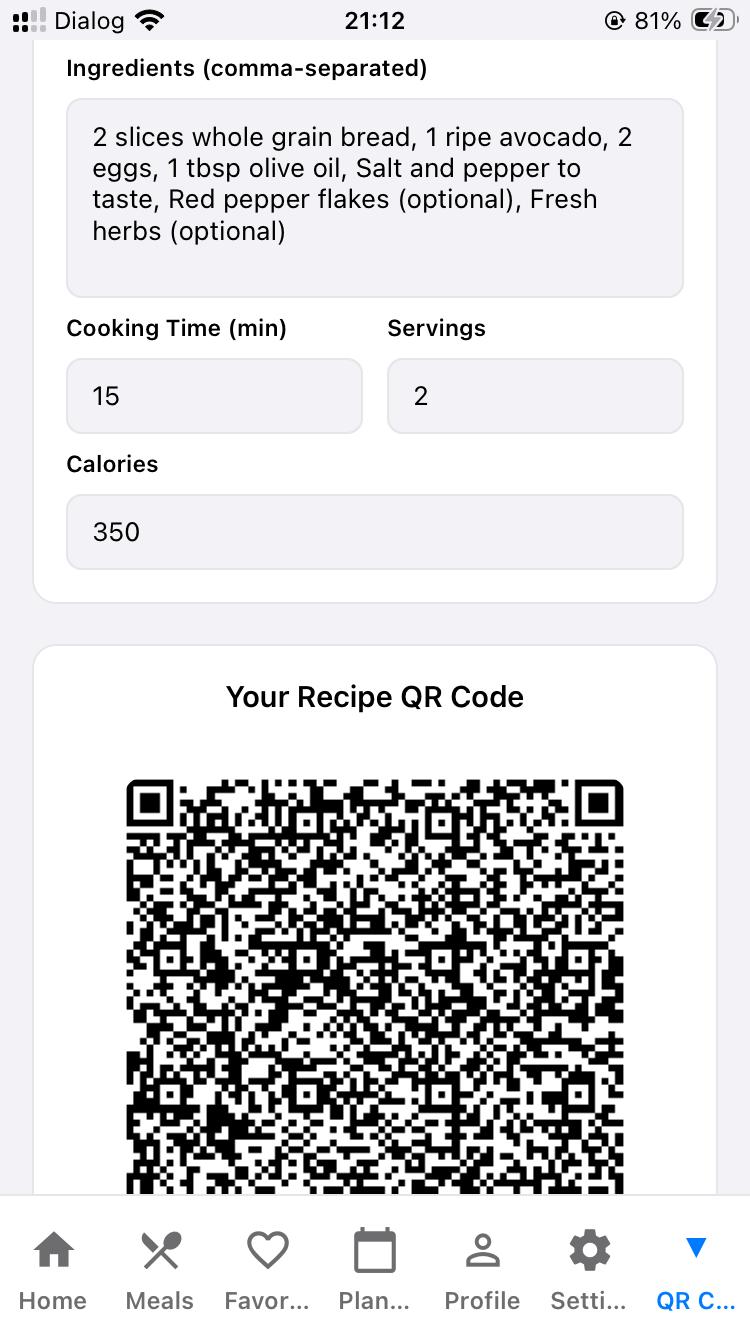 Dialog 21:12 81%
Ingredients (comma-separated)
2 slices whole grain bread, 1 ripe avocado, 2
eggs, 1 tbsp olive oil, Salt and pepper to
taste, Red pepper flakes (optional), Fresh
herbs (optional)
Cooking Time (min) Servings
15 2
Calories
350
Your Recipe QR Code
Home Meals Favor... Plan... Profile Setti... QR C...